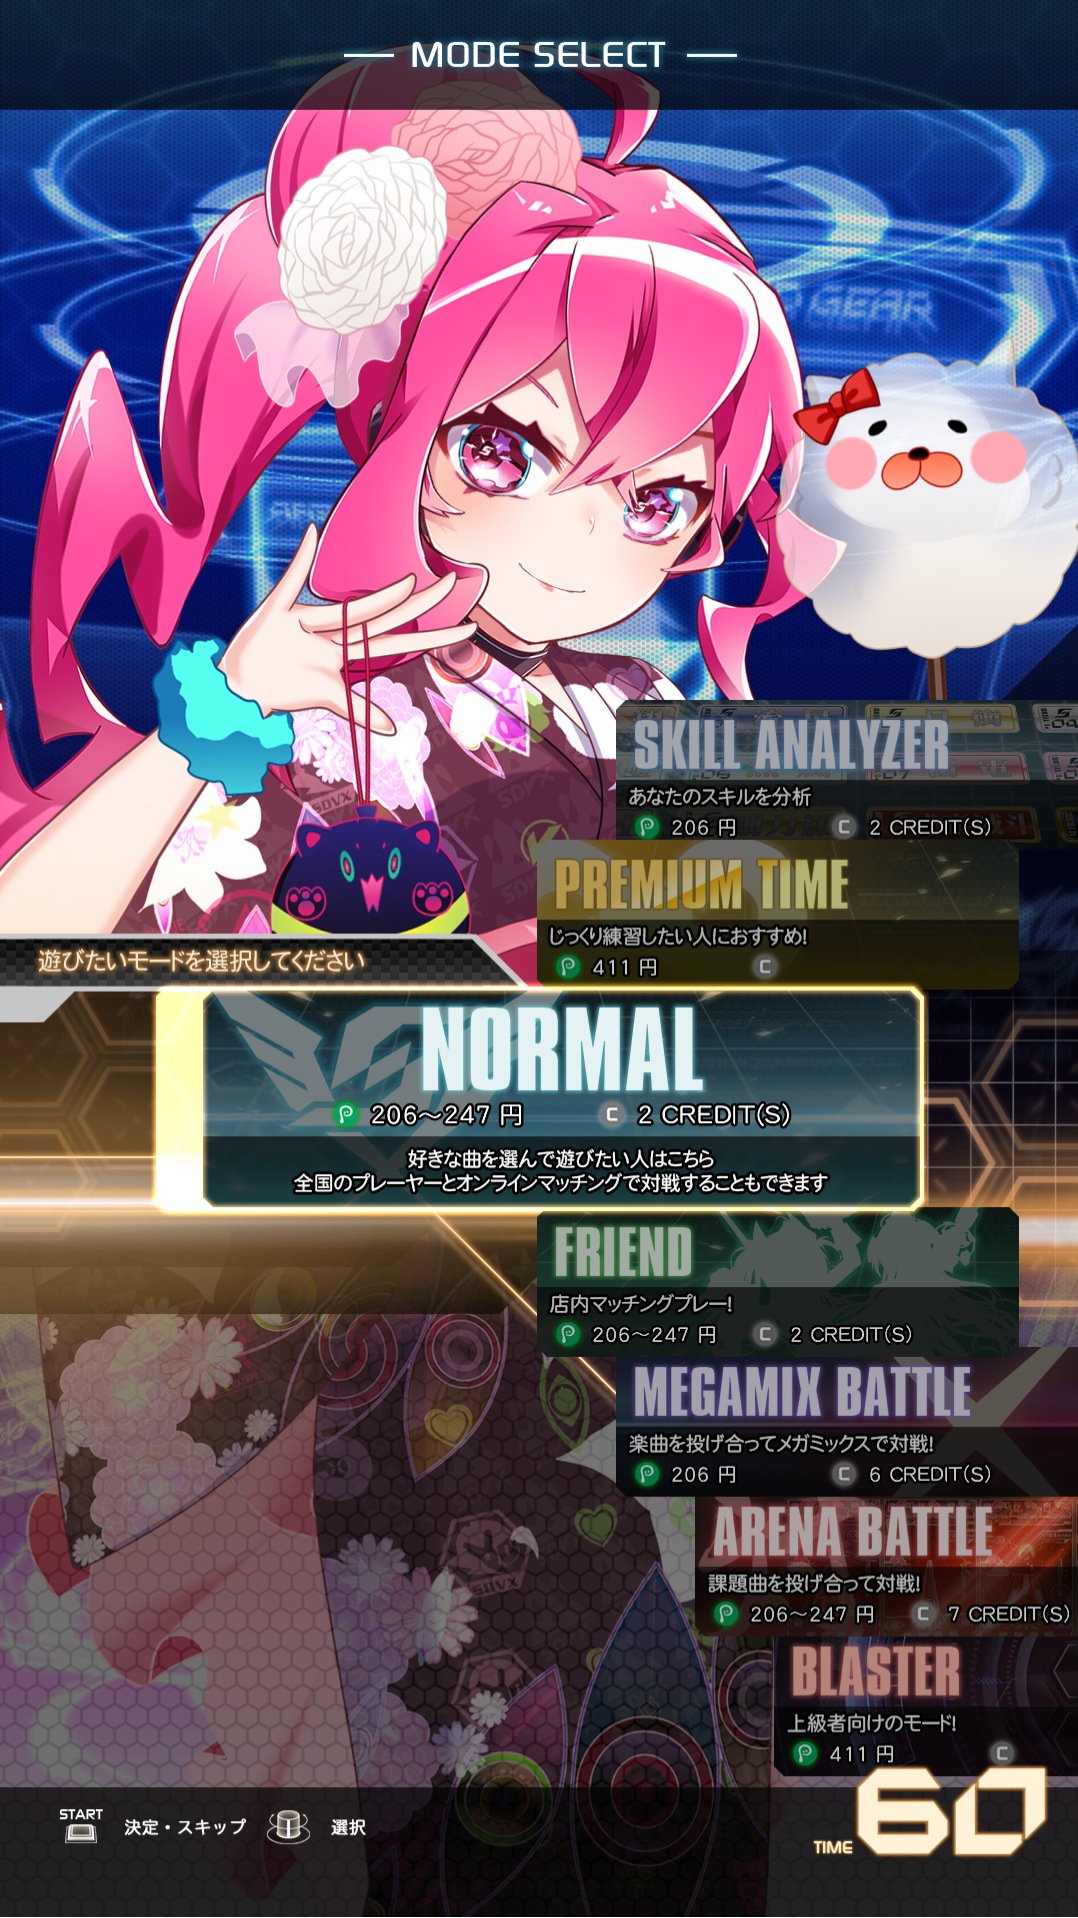 MODE SELECT
GEAR
SDVX
SKILL ANALYZER
あなたのスキルを分析
P 206 円 C 2 CREDIT(S)
PREMIUM TIME
じっくり練習したい人におすすめ!
P 411 円 C
遊びたいモードを選択してください
NORMAL
P 206～247 円 C 2 CREDIT(S)
好きな曲を選んで遊びたい人はこちら
全国のプレーヤーとオンラインマッチングで対戦することもできます
FRIEND
店内マッチングプレー!
P 206～247 円 C 2 CREDIT(S)
MEGAMIX BATTLE
楽曲を投げ合ってメガミックスで対戦!
P 206 円 C 6 CREDIT(S)
ARENA BATTLE
課題曲を投げ合って対戦!
P 206～247 円 C 7 CREDIT(S)
SDVX
BLASTER
上級者向けのモード!
P 411 円 C
START 決定・スキップ 選択
TIME 60